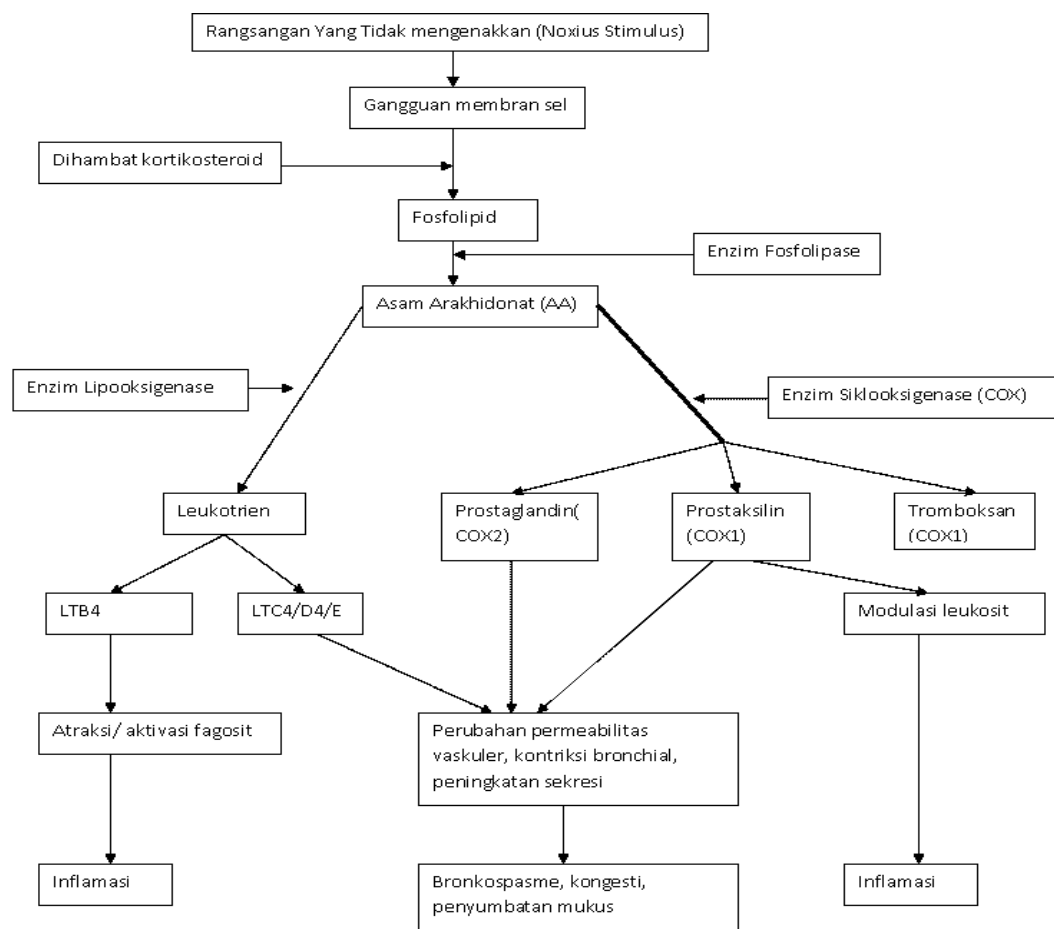 Rangsangan Yang Tidak mengenakkan (Noxius Stimulus)
Gangguan membran sel
Dihambat kortikosteroid
Fosfolipid
Enzim Fosfolipase
Asam Arakhidonat (AA)
Enzim Lipooksigenase
Enzim Siklooksigenase (COX)
Leukotrien
Prostaglandin(
COX2)
Prostaksilin
(COX1)
Tromboksan
(COX1)
LTB4
LTC4/D4/E
Modulasi leukosit
Atraksi/ aktivasi fagosit
Perubahan permeabilitas
vaskuler, kontriksi bronchial,
peningkatan sekresi
Inflamasi
Bronkospasme, kongesti,
penyumbatan mukus
Inflamasi